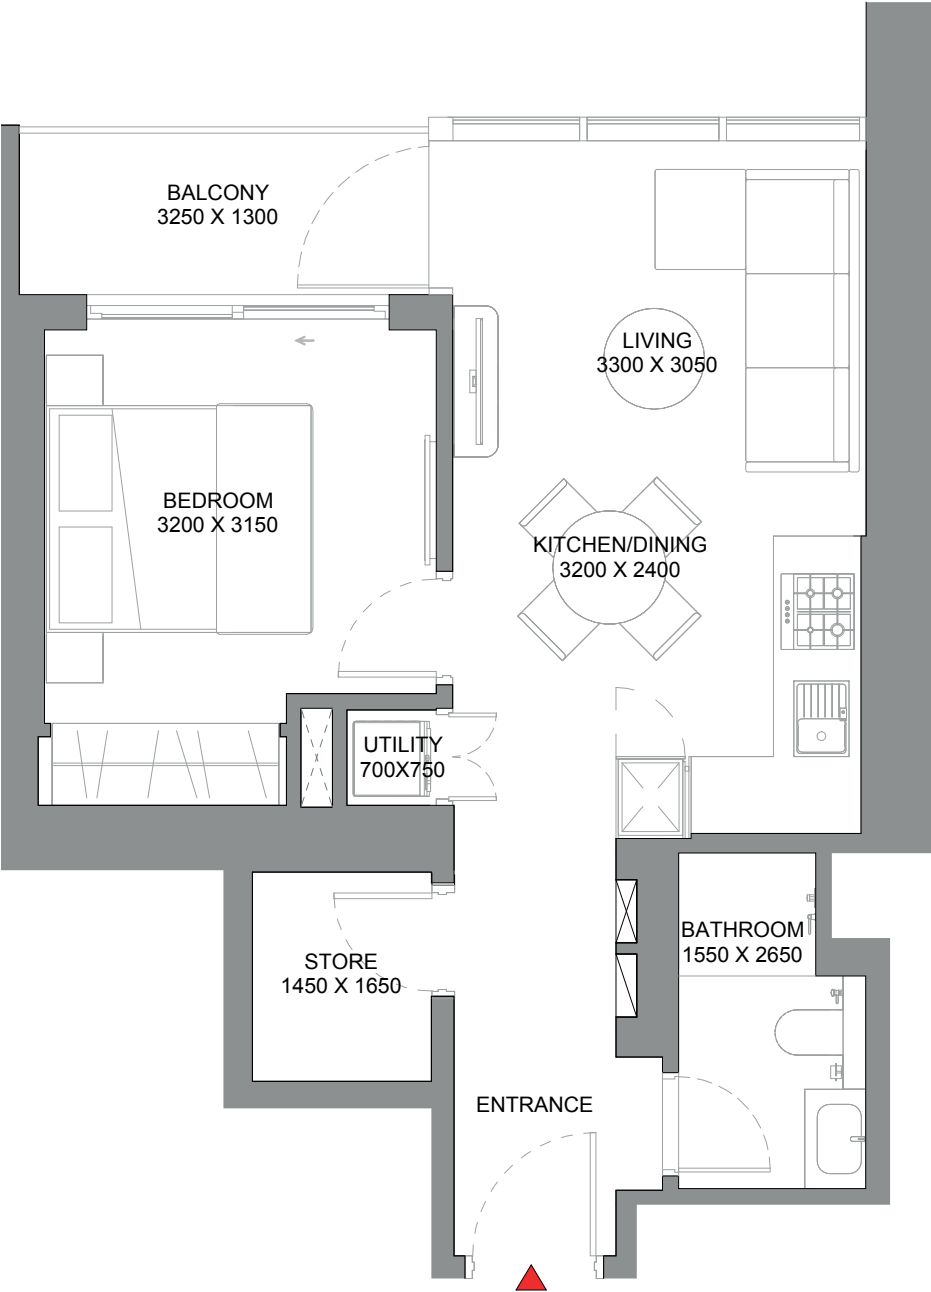 BALCONY
3250 X 1300
LIVING
3300 X 3050
BEDROOM
3200 X 3150
KITCHEN/DINING
3200 X 2400
UTILITY
700X750
BATHROOM
1550 X 2650
STORE
1450 X 1650
ENTRANCE